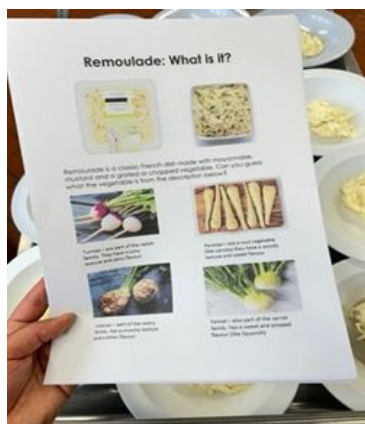 Remoulade: What is it?
Remoulade is a classic French dish made with mayonnaise,
mustard and a grated or chopped vegetable. Can you guess
what the vegetable is from the description below?
Turnips – are part of the radish
family. They have a juicy
texture and spicy flavour
Parsnips – are a root vegetable
(like carrots) they have a woody
texture and sweet flavour
Celeriac – part of the celery
family. Has a crunchy texture
and a bitter flavour
Fennel – also part of the carrot
family. Has a sweet and aniseed
flavour (like liquorish)